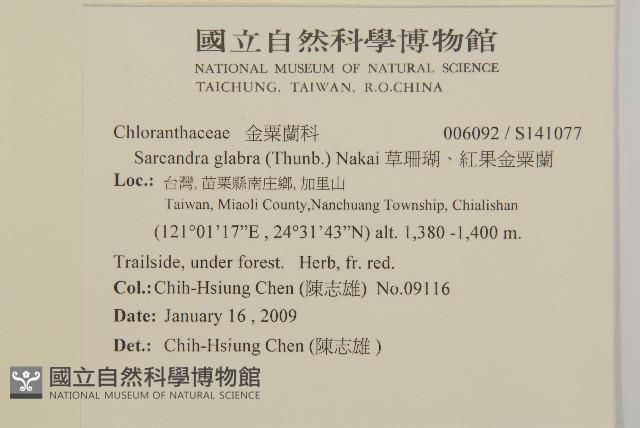 國立自然科學博物館
NATIONAL MUSEUM OF NATURAL SCIENCE
TAICHUNG, TAIWAN, R.O.CHINA
Chloranthaceae 金粟蘭科 006092 / S141077
Sarcandra glabra (Thunb.) Nakai 草珊瑚、紅果金粟蘭
Loc.: 台灣, 苗栗縣南庄鄉, 加里山
Taiwan, Miaoli County,Nanchuang Township, Chialishan
(121°01’17”E , 24°31’43”N) alt. 1,380 -1,400 m.
Trailside, under forest. Herb, fr. red.
Col.: Chih-Hsiung Chen (陳志雄) No.09116
Date: January 16 , 2009
Det.: Chih-Hsiung Chen (陳志雄 )
國立自然科學博物館
NATIONAL MUSEUM OF NATURAL SCIENCE